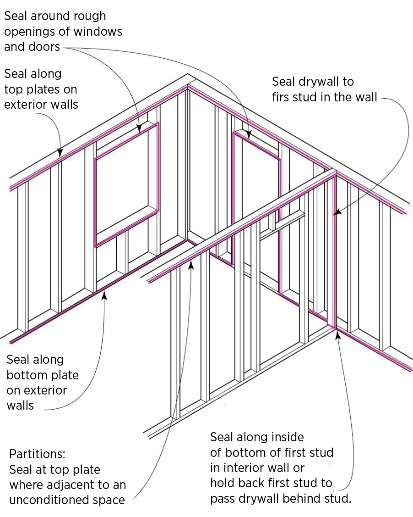 Seal around rough
openings of windows
and doors
Seal along
top plates on
exterior walls
Seal drywall to
firs stud in the wall
Seal along
bottom plate
on exterior
walls
Partitions:
Seal at top plate
where adjacent to an
unconditioned space
Seal along inside
of bottom of first stud
in interior wall or
hold back first stud to
pass drywall behind stud.